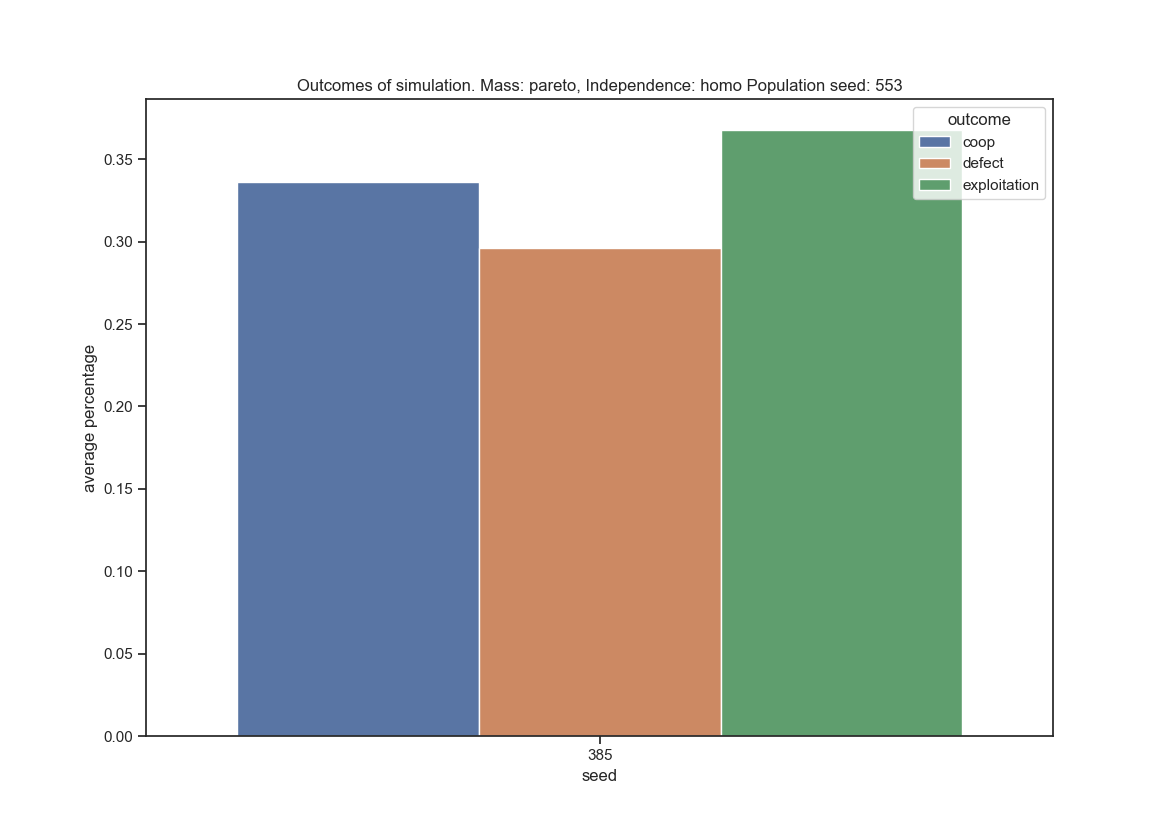 Outcomes of simulation. Mass: pareto, Independence: homo Population seed: 553
outcome
coop
defect
exploitation
average percentage
0.35
0.30
0.25
0.20
0.15
0.10
0.05
0.00
385
seed